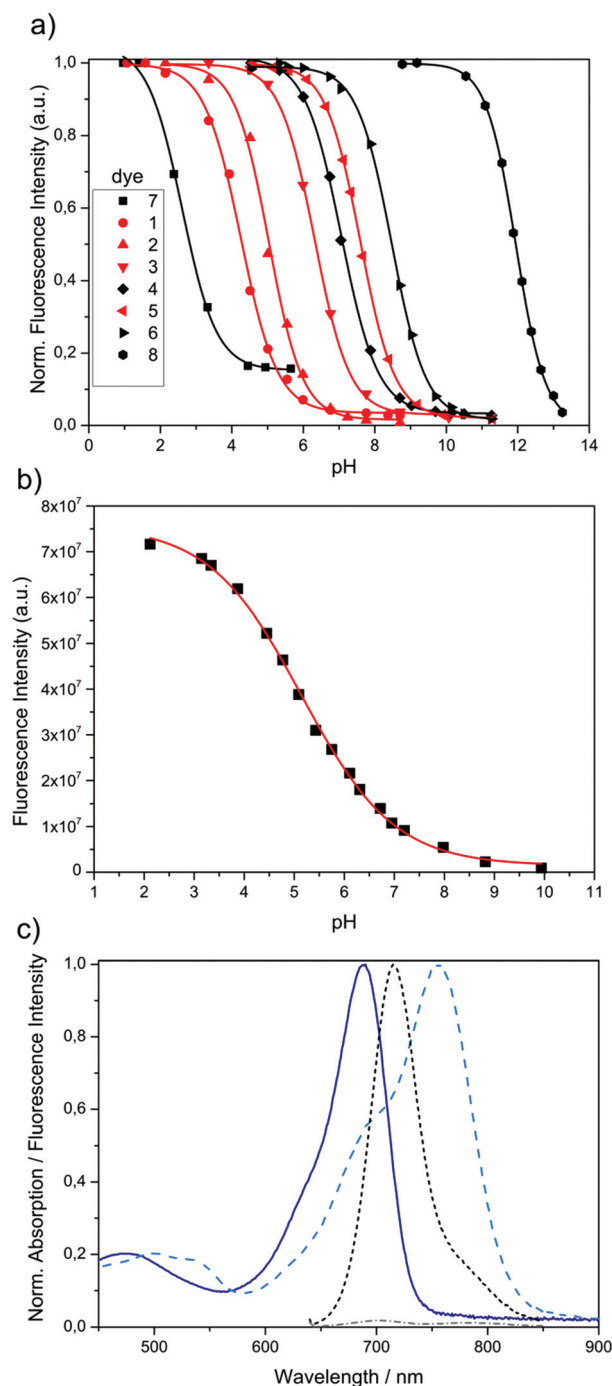 a)
Norm. Fluorescence Intensity (a.u.)
1,0
0,8
0,6
0,4
0,2
0,0
dye
7
1
2
3
4
5
6
8
0 2 4 6 8 10 12 14
pH
b)
Fluorescence Intensity (a.u.)
8x10⁷
7x10⁷
6x10⁷
5x10⁷
4x10⁷
3x10⁷
2x10⁷
1x10⁷
0
1 2 3 4 5 6 7 8 9 10 11
pH
c)
Norm. Absorption / Fluorescence Intensity
1,0
0,8
0,6
0,4
0,2
0,0
500 600 700 800 900
Wavelength / nm